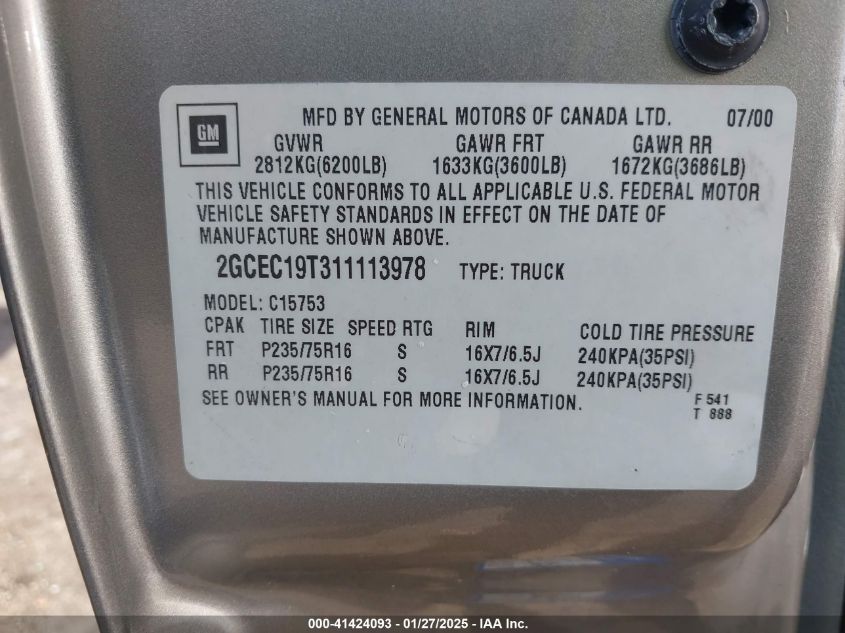 GM
MFD BY GENERAL MOTORS OF CANADA LTD. 07/00
GVWR GAWR FRT GAWR RR
2812KG(6200LB) 1633KG(3600LB) 1672KG(3686LB)
THIS VEHICLE CONFORMS TO ALL APPLICABLE U.S. FEDERAL MOTOR
VEHICLE SAFETY STANDARDS IN EFFECT ON THE DATE OF
MANUFACTURE SHOWN ABOVE.
2GCEC19T311113978 TYPE: TRUCK
MODEL: C15753
CPAK TIRE SIZE SPEED RTG RIM COLD TIRE PRESSURE
FRT P235/75R16 S 16X7/6.5J 240KPA(35PSI)
RR P235/75R16 S 16X7/6.5J 240KPA(35PSI)
SEE OWNER'S MANUAL FOR MORE INFORMATION. F 541
T 888
000-41424093 - 01/27/2025 - IAA Inc.